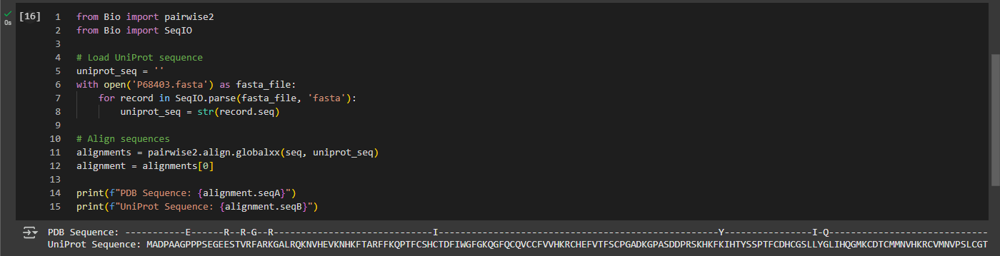 [16] 1 from Bio import pairwise2
0s 2 from Bio import SeqIO
3
4 # Load UniProt sequence
5 uniprot_seq = ''
6 with open('P68403.fasta') as fasta_file:
7 for record in SeqIO.parse(fasta_file, 'fasta'):
8 uniprot_seq = str(record.seq)
9
10 # Align sequences
11 alignments = pairwise2.align.globalxx(seq, uniprot_seq)
12 alignment = alignments[0]
13
14 print(f"PDB Sequence: {alignment.seqA}")
15 print(f"UniProt Sequence: {alignment.seqB}")
PDB Sequence: -----------E------R--R-G--R-----------------------------I---------------------------------------------------Y----------------I-Q-----------------------------
UniProt Sequence: MADPAAGPPPSEGEESTVRFARKGALRQKNVHEVKNHKFTARFFKQPTFCSHCTDFIWGFGKQGFQCQVCCFVVHKRCHEFVTFSCPGADKGPASDDPRSKHKFKIHTYSSPTFCDHCGSLLYGLIHQGMKCDTCMMNVHKRCVMNVPSLCGT